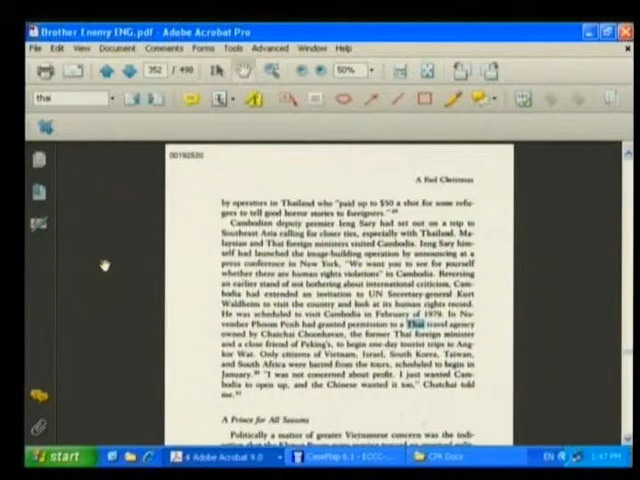 Brother Enemy ENG.pdf - Adobe Acrobat Pro
File Edit View Document Comments Forms Tools Advanced Window Help
352 / 498 50%
thai
00192520
A Red Christmas
by operators in Thailand who "paid up to $50 a shot for some refu-
gees to tell good horror stories to foreigners."
Cambodian deputy premier Ieng Sary had set out on a trip to
Southeast Asia calling for closer ties, especially with Thailand. Ma-
laysian and Thai foreign ministers visited Cambodia. Ieng Sary him-
self had launched the image-building operation by announcing at a
press conference in New York, "We want you to see for yourself
whether there are human rights violations" in Cambodia. Reversing
an earlier stand of not bothering about international criticism, Cam-
bodia had extended an invitation to UN Secretary-general Kurt
Waldheim to visit the country and look at its human rights record.
He was scheduled to visit Cambodia in February of 1979. In No-
vember Phnom Penh had granted permission to a Thai travel agency
owned by Chatchai Choonhavan, the former Thai foreign minister
and a close friend of Peking's, to begin one-day tourist trips to Ang-
kor Wat. Only citizens of Vietnam, Israel, South Korea, Taiwan,
and South Africa were barred from the tours, scheduled to begin in
January.30 "I was not concerned about profit. I just wanted Cam-
bodia to open up, and the Chinese wanted it too," Chatchai told
me.31
A Prince for All Seasons
Politically a matter of greater Vietnamese concern was the indi-
start
4 Adobe Acrobat 9.0
CaseMap 6.1 - ECCC-
CPK Docs
EN
1:47 PM